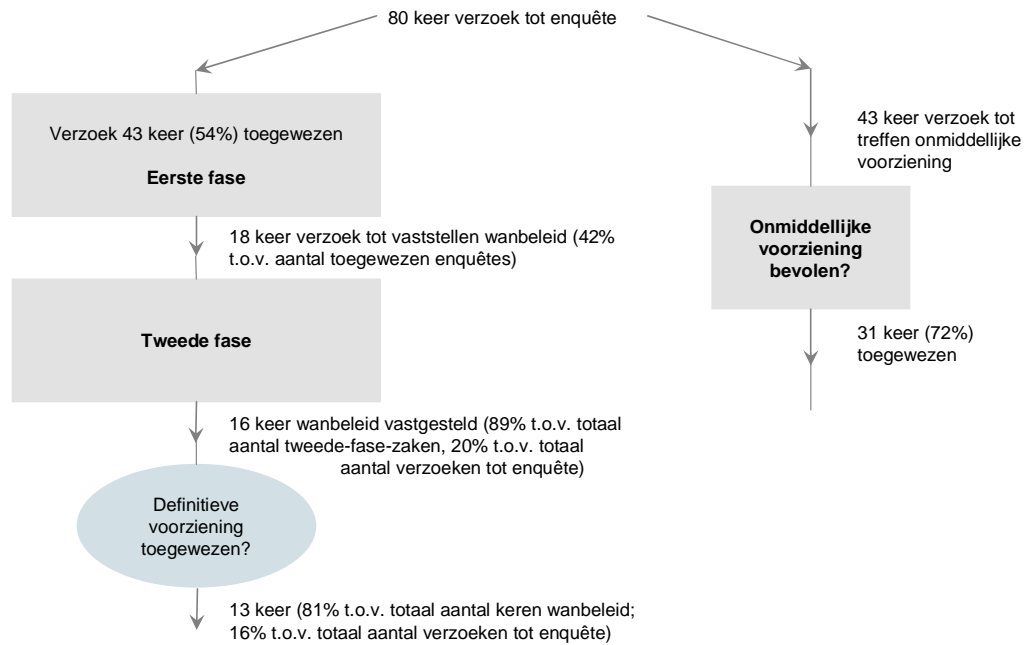 80 keer verzoek tot enquête
Verzoek 43 keer (54%) toegewezen
Eerste fase
18 keer verzoek tot vaststellen wanbeleid (42%
t.o.v. aantal toegewezen enquêtes)
Tweede fase
16 keer wanbeleid vastgesteld (89% t.o.v. totaal
aantal tweede-fase-zaken, 20% t.o.v. totaal
aantal verzoeken tot enquête)
Definitieve
voorziening
toegewezen?
13 keer (81% t.o.v. totaal aantal keren wanbeleid;
16% t.o.v. totaal aantal verzoeken tot enquête)
43 keer verzoek tot
treffen onmiddellijke
voorziening
Onmiddellijke
voorziening
bevolen?
31 keer (72%)
toegewezen